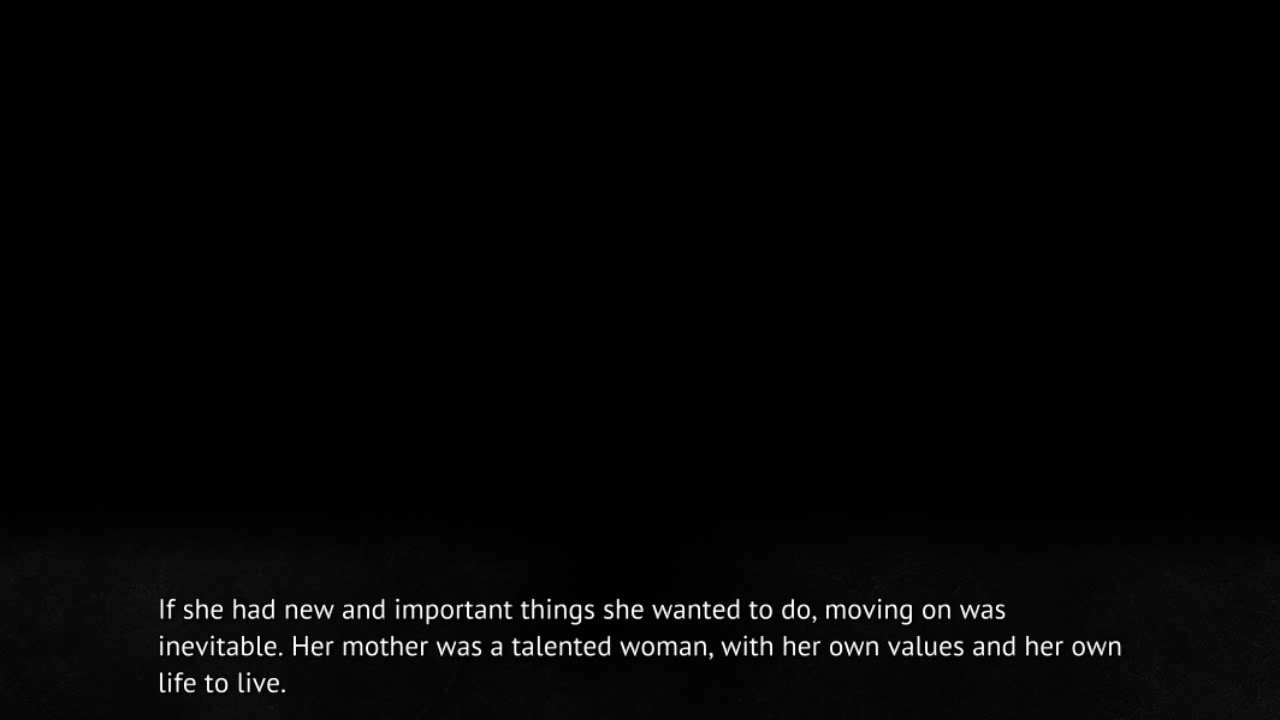 If she had new and important things she wanted to do, moving on was
inevitable. Her mother was a talented woman, with her own values and her own
life to live.